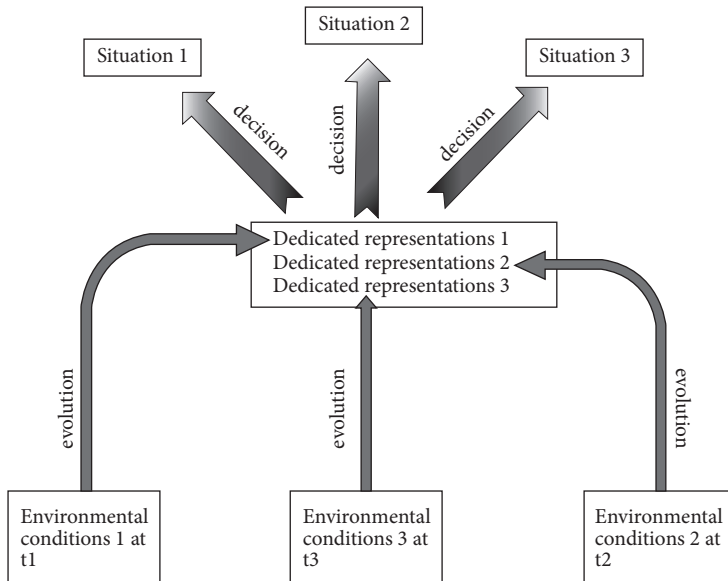 Situation 1
Situation 2
Situation 3
decision
decision
decision
Dedicated representations 1
Dedicated representations 2
Dedicated representations 3
evolution
evolution
evolution
Environmental
conditions 1 at
t1
Environmental
conditions 3 at
t3
Environmental
conditions 2 at
t2